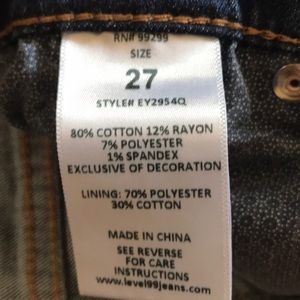 RN# 99299
SIZE
27
STYLE# EY2954Q
80% COTTON 12% RAYON
7% POLYESTER
1% SPANDEX
EXCLUSIVE OF DECORATION
LINING: 70% POLYESTER
30% COTTON
MADE IN CHINA
SEE REVERSE
FOR CARE
INSTRUCTIONS
www.level99jeans.com